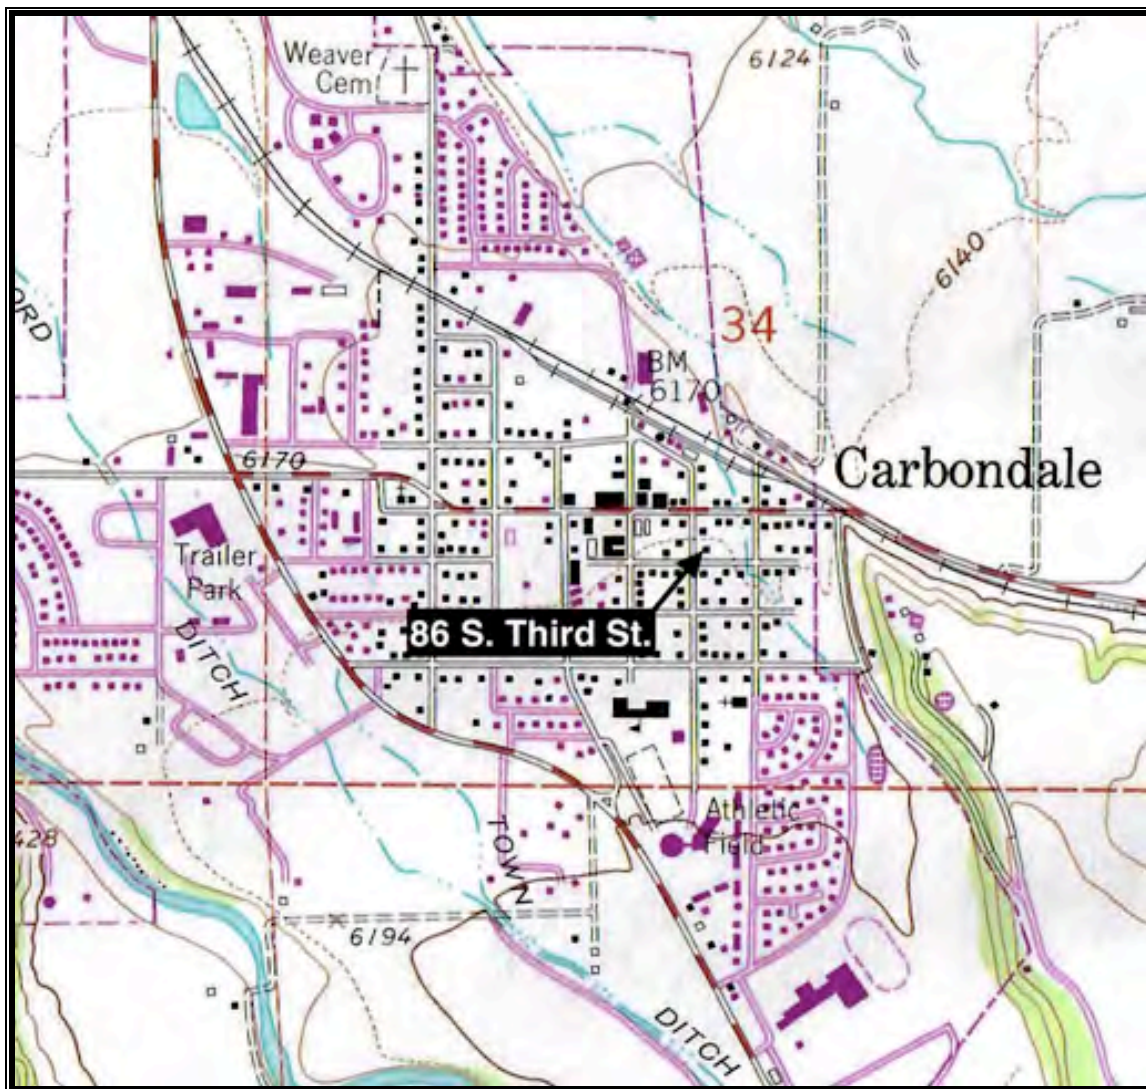 Weaver
Cem
6124
6140
ORD
34
BM
6170
Carbondale
6170
Trailer
Park
86 S. Third St.
DITCH
Athletic
Field
TOWN
428
6194
DITCH